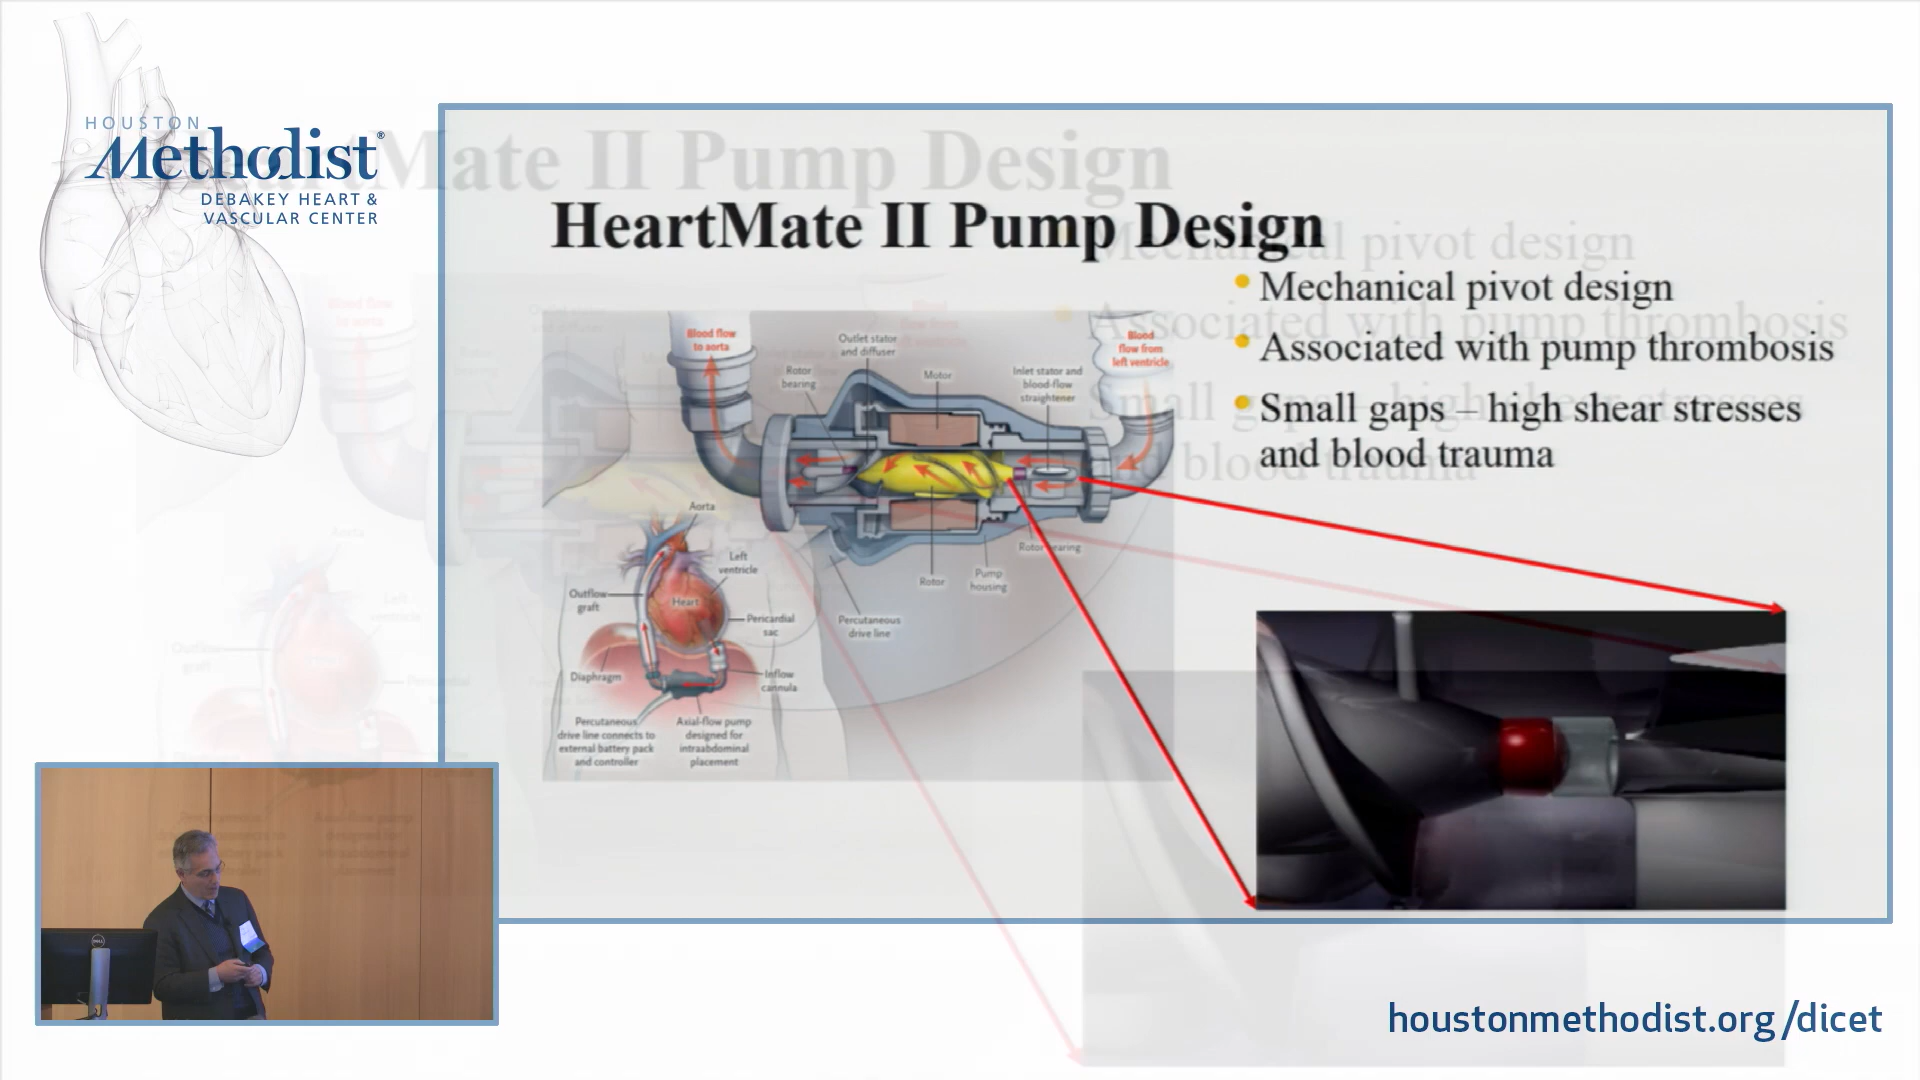 HOUSTON
Methodist®
DEBAKEY HEART &
VASCULAR CENTER
HeartMate II Pump Design
• Mechanical pivot design
• Associated with pump thrombosis
• Small gaps – high shear stresses
and blood trauma
Blood flow
to aorta
Outlet stator
and diffuser
Blood
flow from
left ventricle
Rotor
bearing
Motor
Inlet stator and
blood-flow
straightener
Aorta
Left
ventricle
Rotor bearing
Rotor
Pump
housing
Outflow
graft
Heart
Pericardial
sac
Percutaneous
drive line
Diaphragm
Inflow
cannula
Percutaneous
drive line connects to
external battery pack
and controller
Axial-flow pump
designed for
intraabdominal
placement
DELL
houstonmethodist.org/dicet